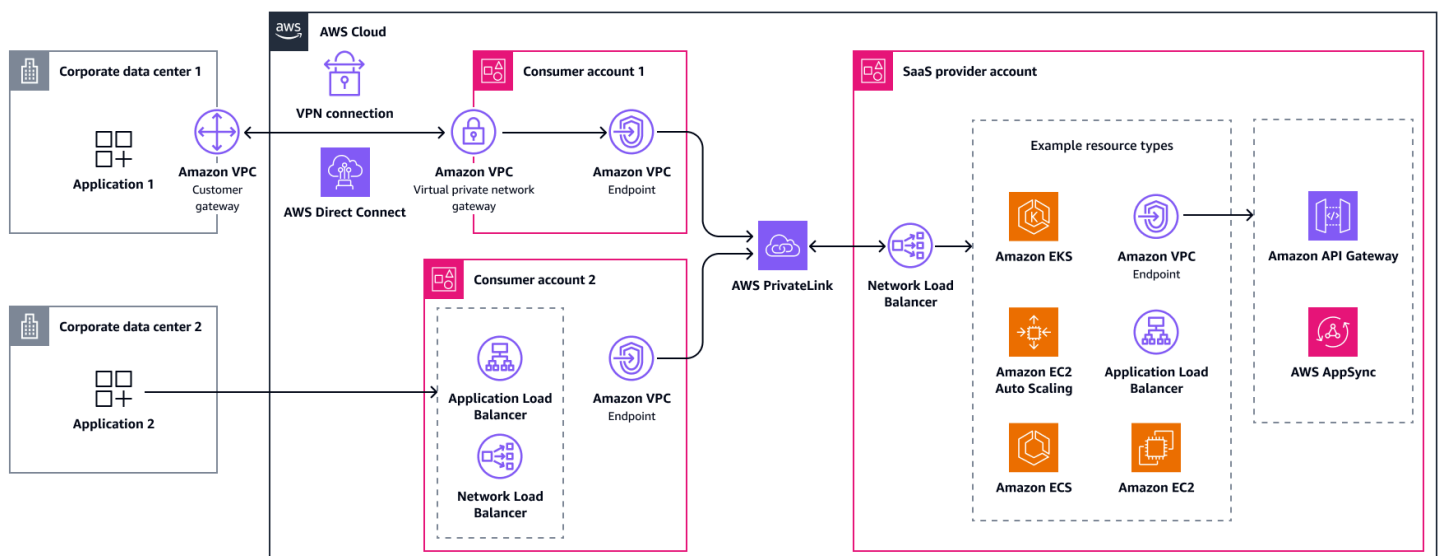 aws
AWS Cloud
Corporate data center 1
Application 1
Amazon VPC
Customer
gateway
VPN connection
AWS Direct Connect
Consumer account 1
Amazon VPC
Virtual private network
gateway
Amazon VPC
Endpoint
Corporate data center 2
Application 2
Consumer account 2
Application Load
Balancer
Network Load
Balancer
Amazon VPC
Endpoint
AWS PrivateLink
SaaS provider account
Network Load
Balancer
Example resource types
K
Amazon EKS
Amazon VPC
Endpoint
Amazon EC2
Auto Scaling
Application Load
Balancer
Amazon ECS
Amazon EC2
</>
Amazon API Gateway
AWS AppSync